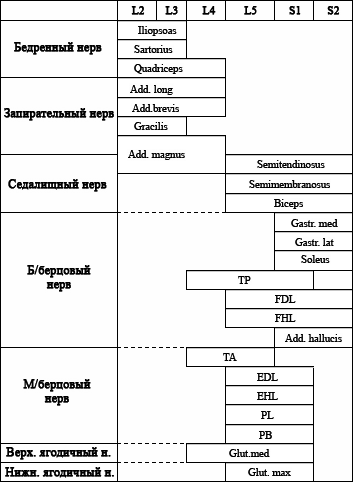 L2 L3 L4 L5 S1 S2
Бедренный нерв
Iliopsoas
Sartorius
Quadriceps
Запирательный нерв
Add. long
Add.brevis
Gracilis
Add. magnus
Седалищный нерв
Semitendinosus
Semimembranosus
Biceps
Б/берцовый
нерв
Gastr. med
Gastr. lat
Soleus
TP
FDL
FHL
Add. hallucis
М/берцовый
нерв
TA
EDL
EHL
PL
PB
Верх. ягодичный н. Glut.med
Нижн. ягодичный н. Glut. max